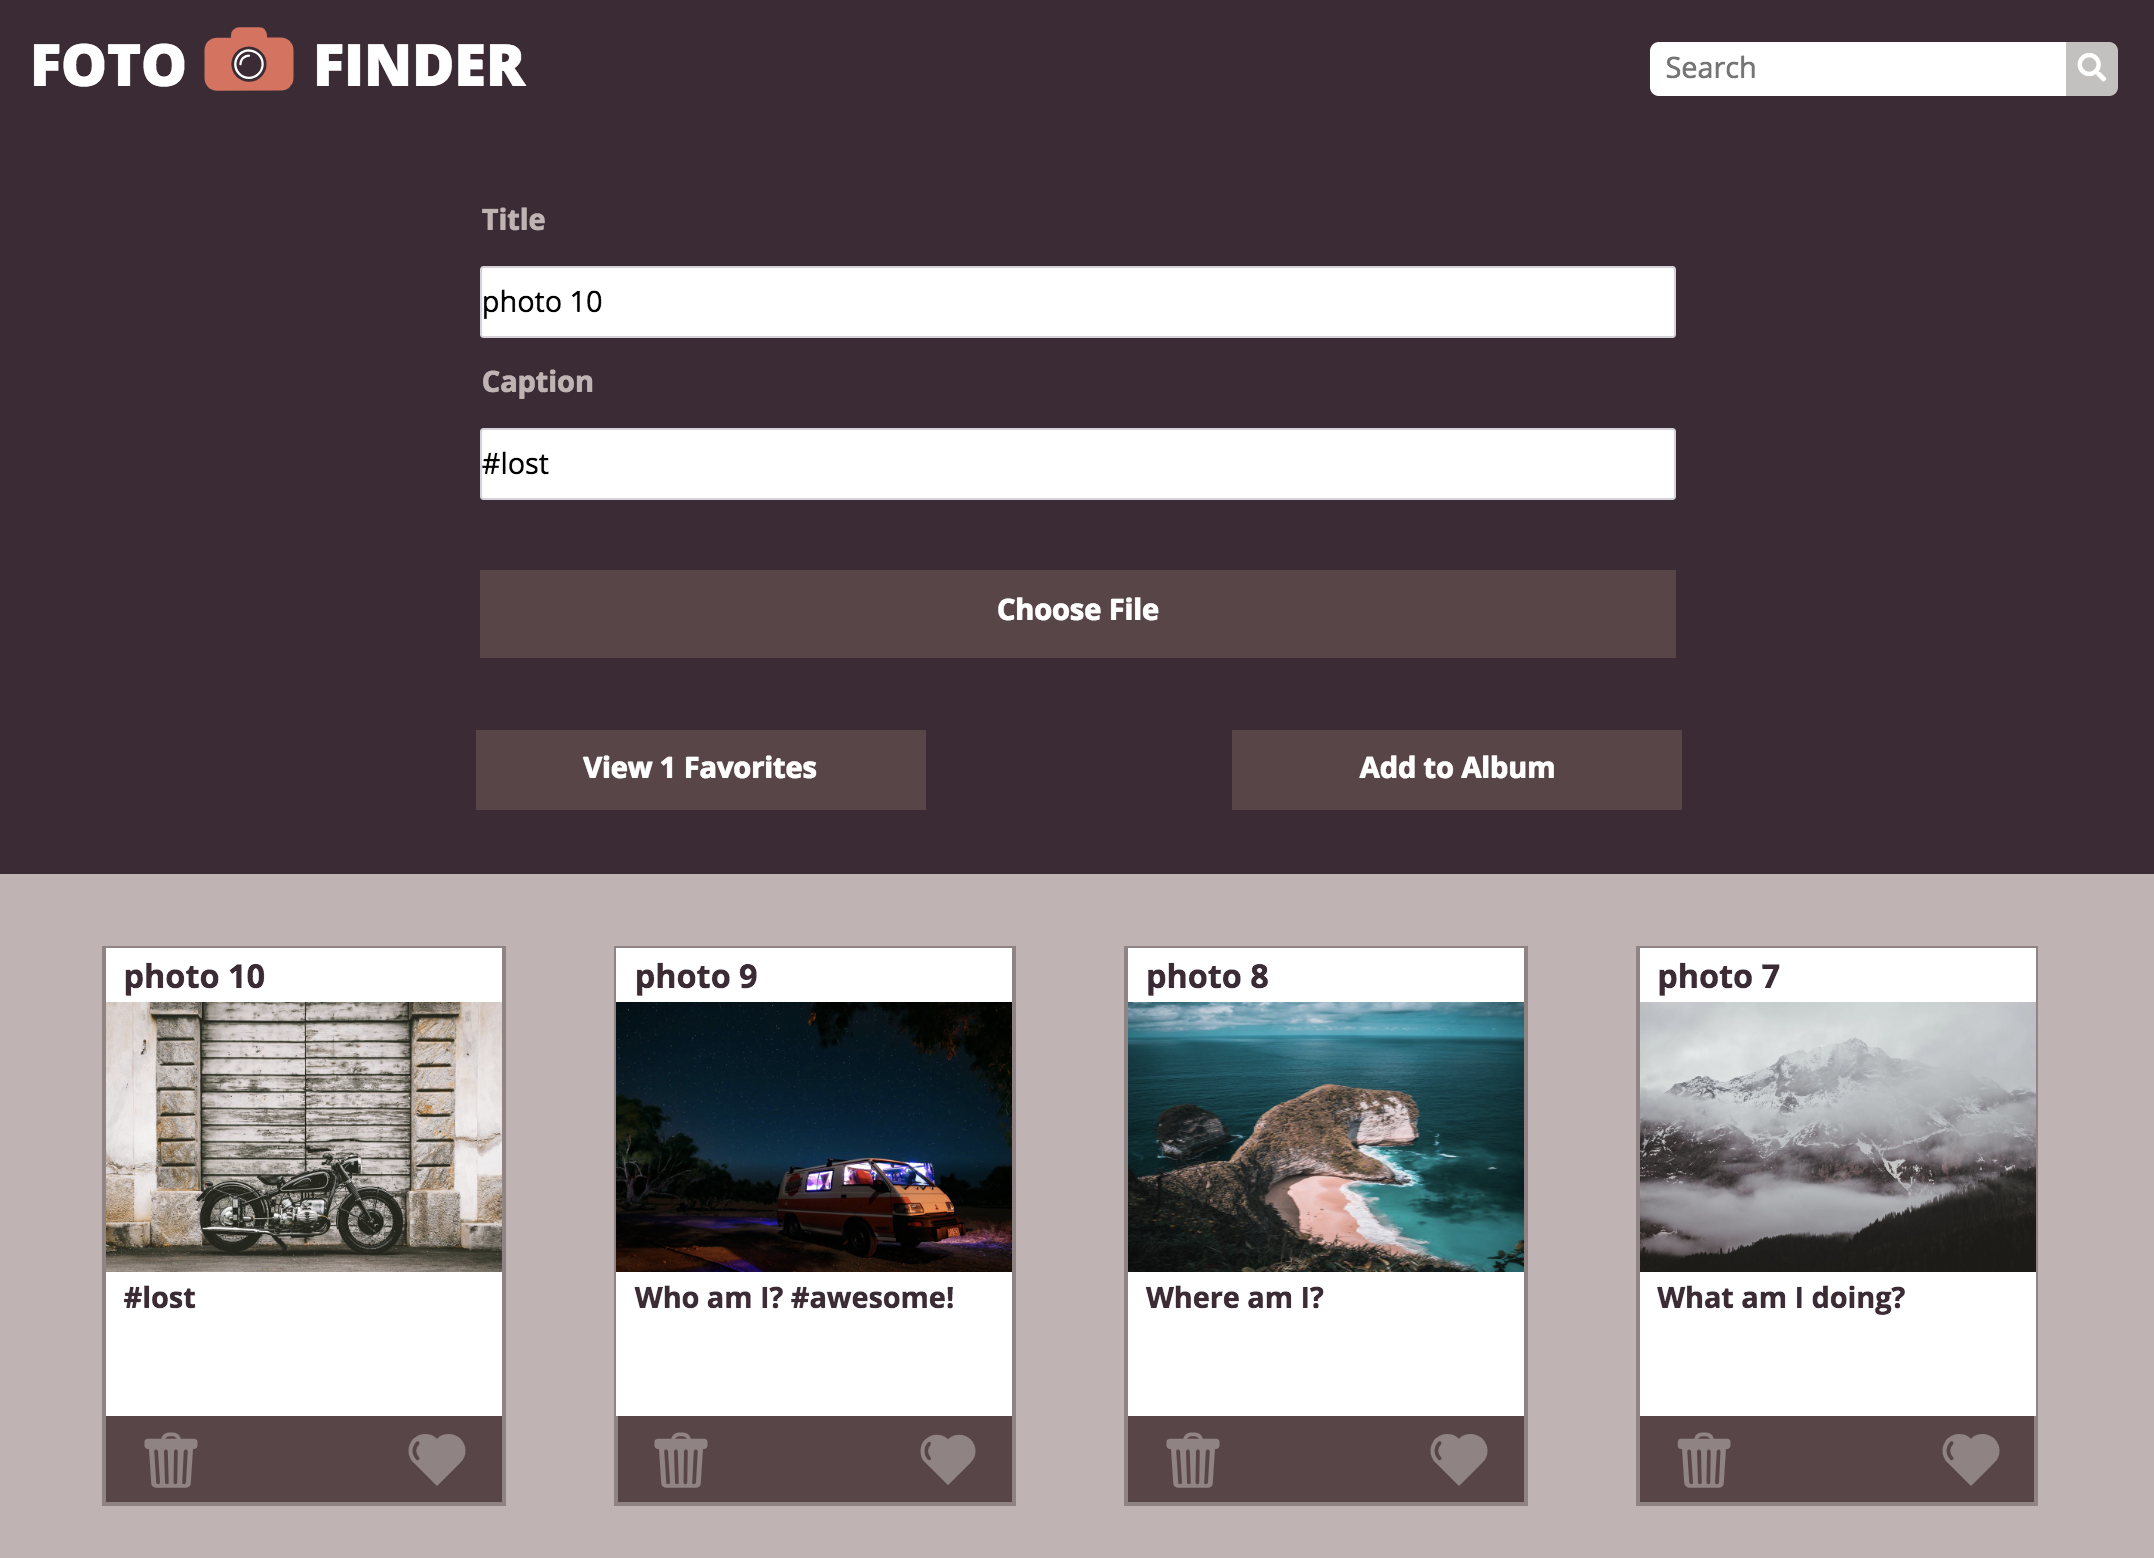 FOTO FINDER
Search
Title
photo 10
Caption
#lost
Choose File
View 1 Favorites
Add to Album
photo 10
#lost
photo 9
Who am I? #awesome!
photo 8
Where am I?
photo 7
What am I doing?